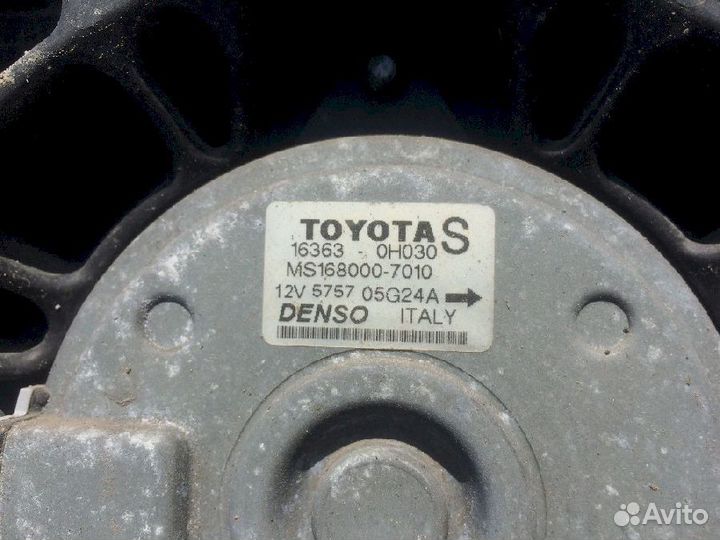 TOYOTA S
16363 - 0H030
MS168000-7010
12V 5757 05G24A
DENSO ITALY
Avito